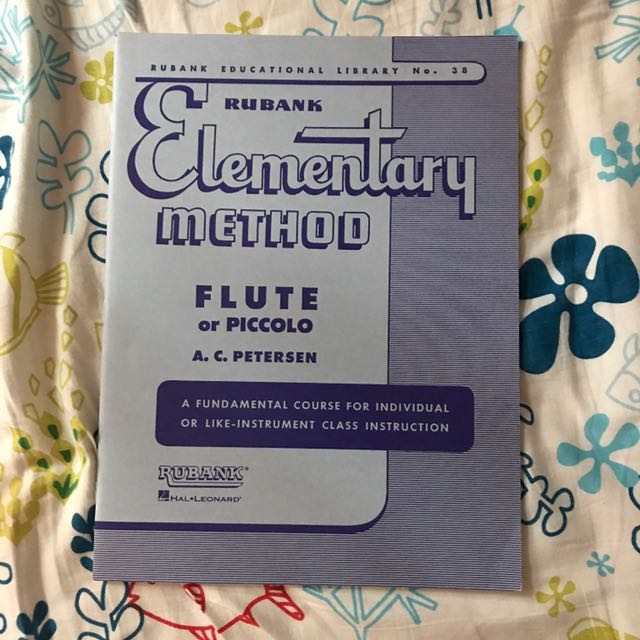 RUBANK EDUCATIONAL LIBRARY No. 38
RUBANK
Elementary
METHOD
FLUTE
or PICCOLO
A. C. PETERSEN
A FUNDAMENTAL COURSE FOR INDIVIDUAL
OR LIKE-INSTRUMENT CLASS INSTRUCTION
RUBANK®
HAL•LEONARD®